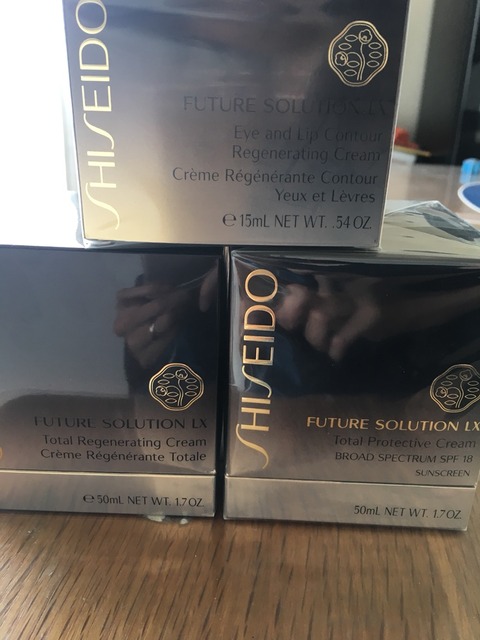 SHISEIDO
FUTURE SOLUTION LX
Eye and Lip Contour
Regenerating Cream
Crème Régénérante Contour
Yeux et Lèvres
℮ 15mL NET WT. .54 OZ.
FUTURE SOLUTION LX
Total Regenerating Cream
Crème Régénérante Totale
℮ 50mL NET WT. 1.7 OZ.
SHISEIDO
FUTURE SOLUTION LX
Total Protective Cream
BROAD SPECTRUM SPF 18
SUNSCREEN
50mL NET WT. 1.7 OZ.